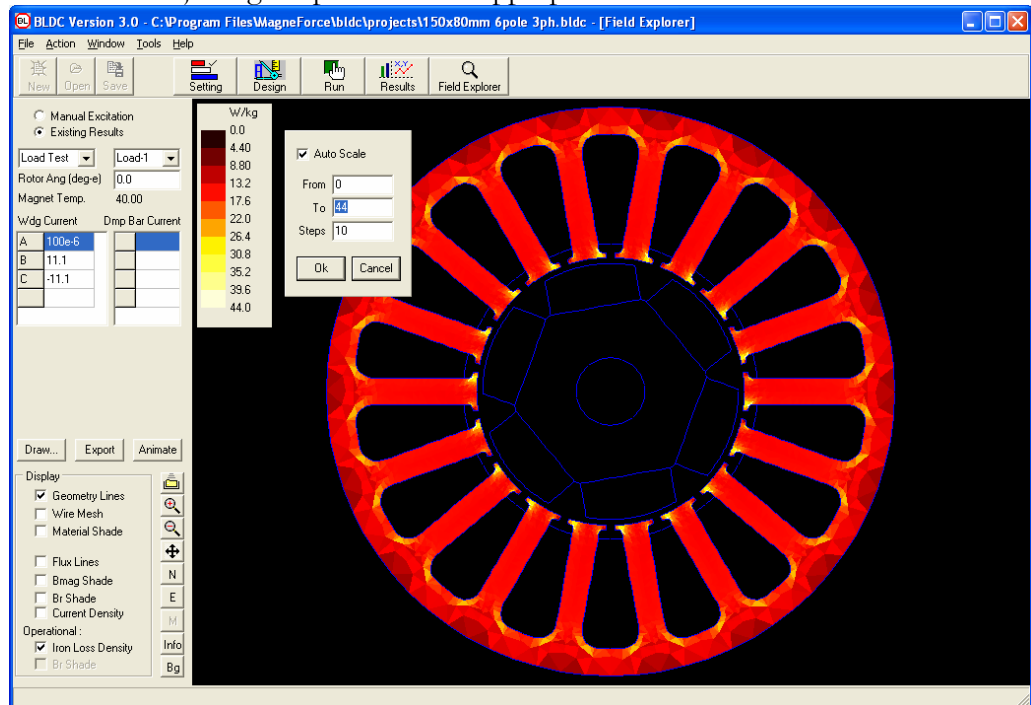 BLDC Version 3.0 - C:\Program Files\MagneForce\bldc\projects\150x80mm 6pole 3ph.bldc - [Field Explorer]
File Action Window Tools Help
New Open Save Setting Design Run Results Field Explorer
Manual Excitation
Existing Results
Load Test Load-1
Rotor Ang (deg-e) 0.0
Magnet Temp. 40.00
Wdg Current Dmp Bar Current
A 100e-6
B 11.1
C -11.1
W/kg
0.0
4.40
8.80
13.2
17.6
22.0
26.4
30.8
35.2
39.6
44.0
Auto Scale
From 0
To 44
Steps 10
Ok Cancel
Draw... Export Animate
Display
Geometry Lines
Wire Mesh
Material Shade
Flux Lines
Bmag Shade
Br Shade
Current Density
Operational :
Iron Loss Density
Br Shade
N
E
M
Info
Bg